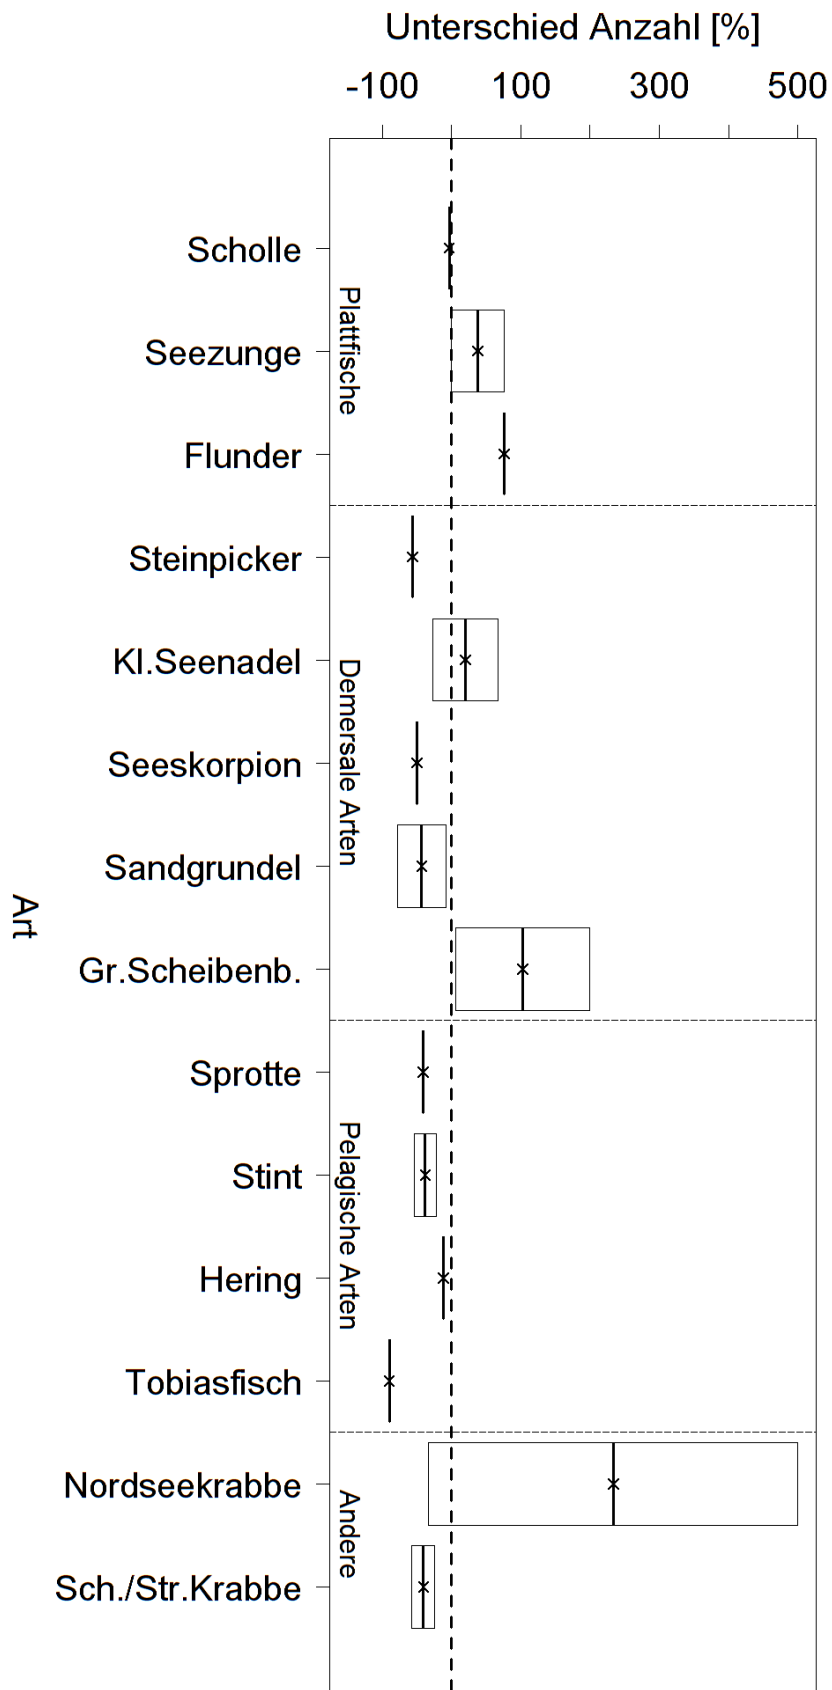 Unterschied Anzahl [%]
-100 100 300 500
Scholle
Seezunge
Flunder
Plattfische
Steinpicker
Kl.Seenadel
Seeskorpion
Sandgrundel
Gr.Scheibenb.
Demersale Arten
Art
Sprotte
Stint
Hering
Tobiasfisch
Pelagische Arten
Nordseekrabbe
Sch./Str.Krabbe
Andere